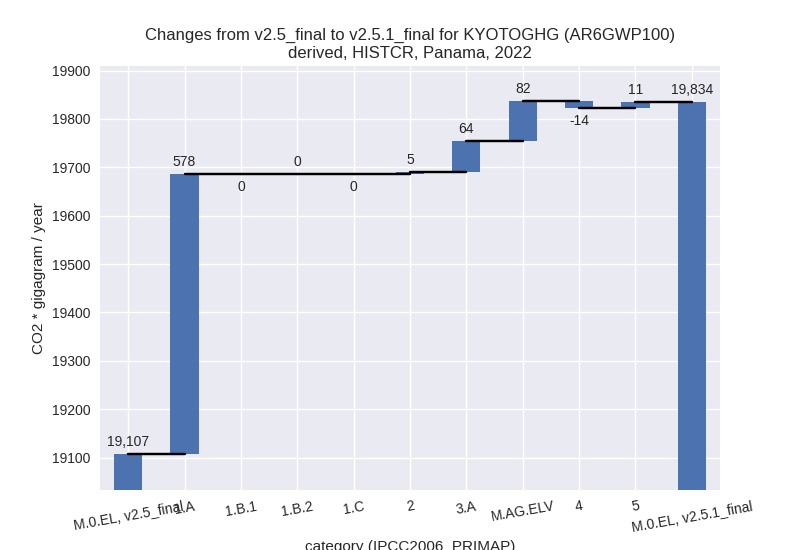 Changes from v2.5_final to v2.5.1_final for KYOTOGHG (AR6GWP100)
derived, HISTCR, Panama, 2022
CO2 * gigagram / year
19900
19800
19700
19600
19500
19400
19300
19200
19100
19,107
578
0
0
0
5
64
82
-14
11
19,834
M.0.EL, v2.5_final
1.A
1.B.1
1.B.2
1.C
2
3.A
M.AG.ELV
4
5
M.0.EL, v2.5.1_final
category (IPCC2006_PRIMAP)